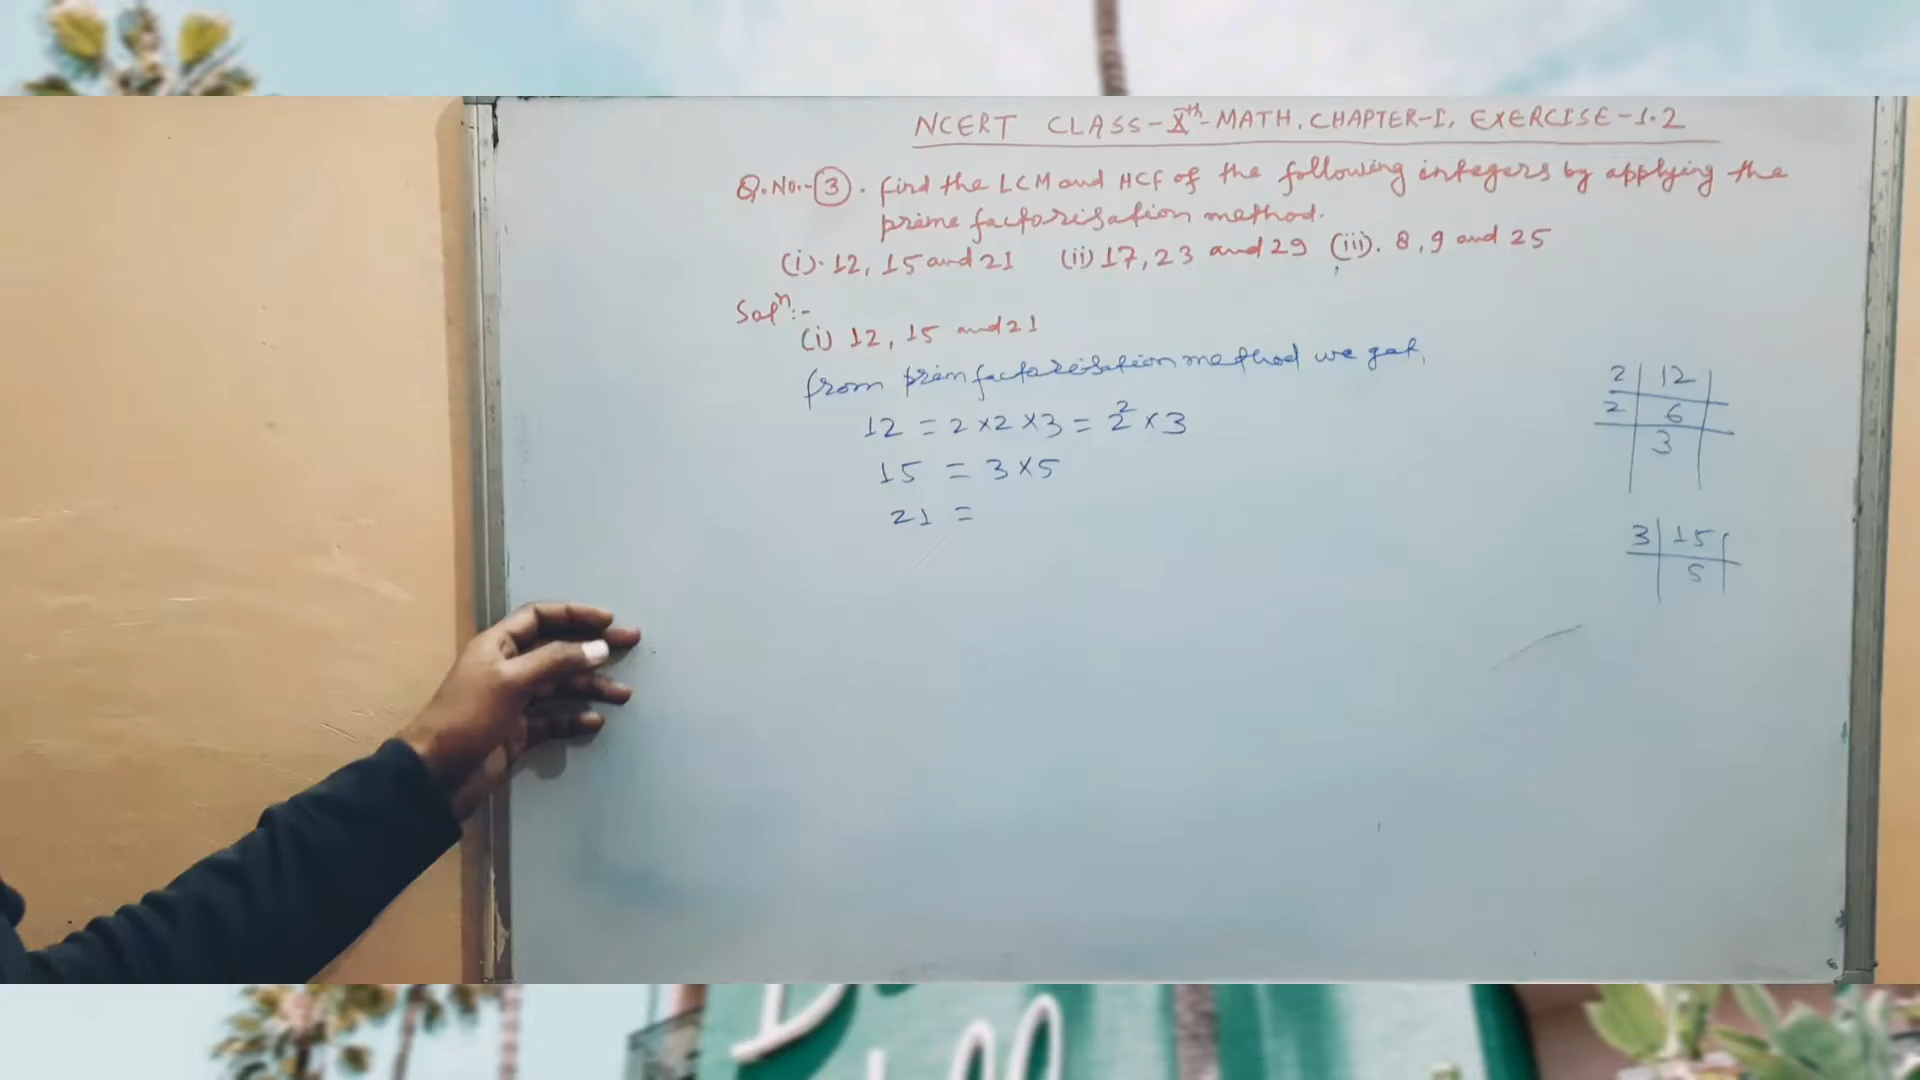 NCERT CLASS-Xth-MATH, CHAPTER-I, EXERCISE-1.2
Q.No.-(3). find the LCM and HCF of the following integers by applying the
prime factorisation method.
(i). 12, 15 and 21 (ii) 17, 23 and 29 (iii). 8, 9 and 25
Solⁿ:-
(i) 12, 15 and 21
from prim factorisation method we get,
12 = 2 × 2 × 3 = 2² × 3
15 = 3 × 5
21 =
2 | 12
2 | 6
3
3 | 15
5